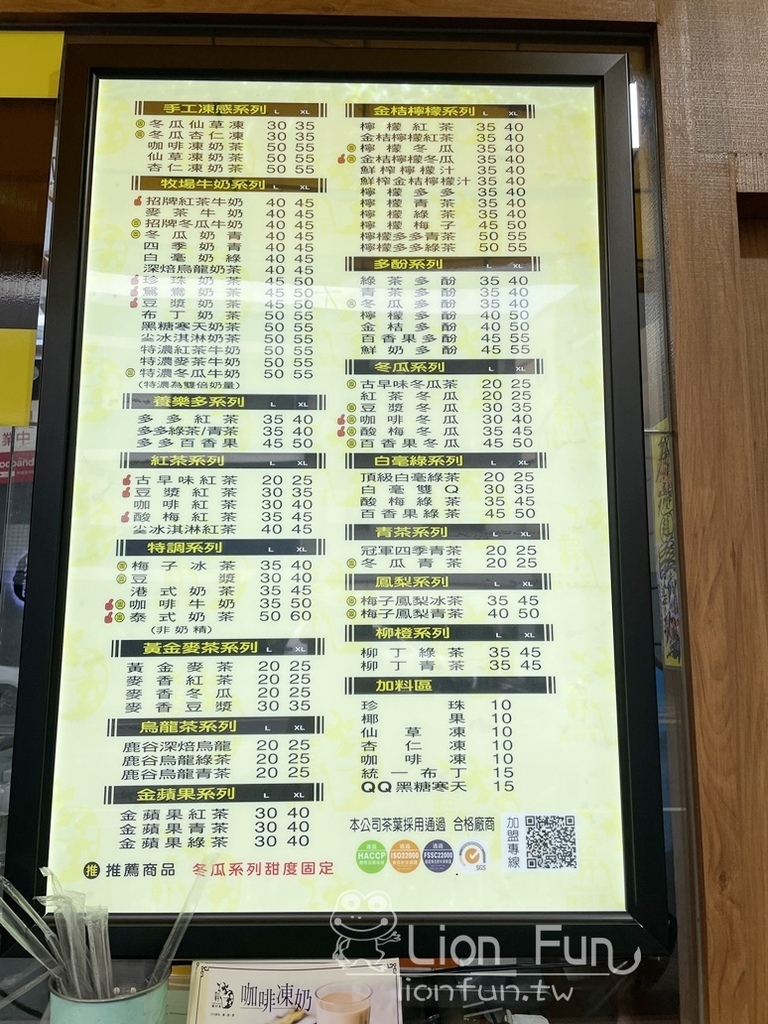 手工凍感系列 L XL
冬瓜仙草凍 30 35
冬瓜杏仁凍 30 35
咖啡凍奶茶 50 55
仙草凍奶茶 50 55
杏仁凍奶茶 50 55
牧場牛奶系列 L XL
招牌紅茶牛奶 40 45
麥茶牛奶 40 45
招牌冬瓜牛奶 40 45
冬瓜奶青 40 45
四季奶青 40 45
白毫奶綠 40 45
深焙烏龍奶茶 40 45
珍珠奶茶 45 50
鴛鴦奶茶 45 50
豆漿奶茶 45 50
布丁奶茶 50 55
黑糖寒天奶茶 50 55
尖冰淇淋奶茶 50 55
特濃紅茶牛奶 50 55
特濃麥茶牛奶 50 55
特濃冬瓜牛奶 50 55
(特濃為雙倍奶量)
養樂多系列 L XL
多多紅茶 35 40
多多綠茶/青茶 35 40
多多百香果 45 50
紅茶系列 L XL
古早味紅茶 20 25
豆漿紅茶 30 35
咖啡紅茶 30 40
酸梅紅茶 35 45
尖冰淇淋紅茶 40 45
特調系列 L XL
梅子冰茶 35 40
豆漿 30 40
港式奶茶 35 45
咖啡牛奶 35 50
泰式奶茶 50 60
(非奶精)
黃金麥茶系列 L XL
黃金麥茶 20 25
麥香紅茶 20 25
麥香冬瓜 20 25
麥香豆漿 30 35
烏龍茶系列 L XL
鹿谷深焙烏龍 20 25
鹿谷烏龍綠茶 20 25
鹿谷烏龍青茶 20 25
金蘋果系列 L XL
金蘋果紅茶 30 40
金蘋果青茶 30 40
金蘋果綠茶 30 40
推 推薦商品 冬瓜系列甜度固定
金桔檸檬系列 L XL
檸檬紅茶 35 40
金桔檸檬紅茶 35 40
檸檬冬瓜 35 40
金桔檸檬冬瓜 35 40
鮮榨檸檬汁 35 40
鮮榨金桔檸檬汁 35 40
檸檬多多 35 40
檸檬青茶 35 40
檸檬綠茶 35 40
檸檬梅子 45 50
檸檬多多青茶 50 55
檸檬多多綠茶 50 55
多酚系列 L XL
綠茶多酚 35 40
青茶多酚 35 40
冬瓜多酚 35 40
檸檬多酚 40 50
金桔多酚 40 50
百香果多酚 45 55
鮮奶多酚 45 55
冬瓜系列 L XL
古早味冬瓜茶 20 25
紅茶冬瓜 20 25
豆漿冬瓜 30 35
咖啡冬瓜 30 40
酸梅冬瓜 35 45
百香果冬瓜 45 50
白毫綠系列 L XL
頂級白毫綠茶 20 25
白毫雙Q 30 35
酸梅綠茶 35 45
百香果綠茶 45 50
青茶系列 L XL
冠軍四季青茶 20 25
冬瓜青茶 20 25
鳳梨系列 L XL
梅子鳳梨冰茶 35 45
梅子鳳梨青茶 40 50
柳橙系列 L XL
柳丁綠茶 35 45
柳丁青茶 35 45
加料區
珍珠 10
椰果 10
仙草凍 10
杏仁凍 10
咖啡凍 10
統一布丁 15
QQ黑糖寒天 15
本公司茶葉採用通過 合格廠商
HACCP
ISO22000
FSSC22000
SGS
加盟專線
咖啡凍奶
Lion Fun
lionfun.tw